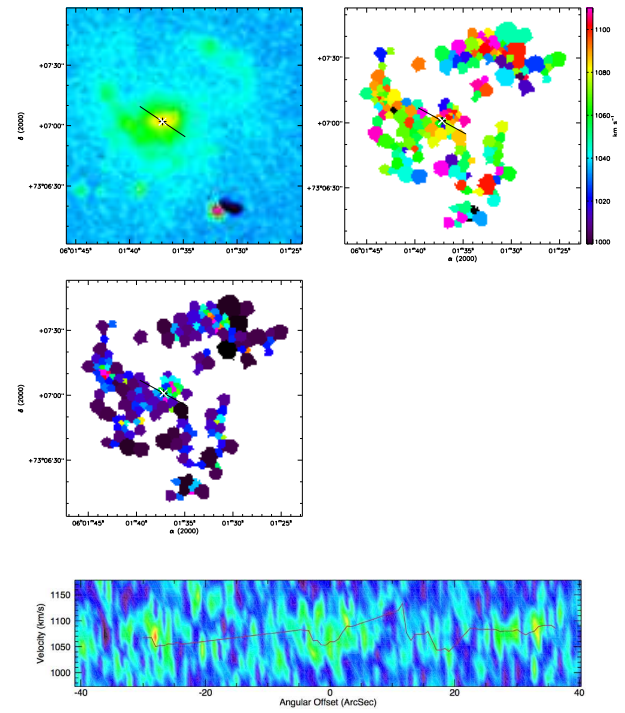 +07'30"
+07'00"
+73°06'30"
δ (2000)
06ʰ01ᵐ45ˢ 01ᵐ40ˢ 01ᵐ35ˢ 01ᵐ30ˢ 01ᵐ25ˢ
+07'30"
+07'00"
+73°06'30"
06ʰ01ᵐ45ˢ 01ᵐ40ˢ 01ᵐ35ˢ 01ᵐ30ˢ 01ᵐ25ˢ
α (2000)
1100
1080
1060
1040
1020
1000
+07'30"
+07'00"
+73°06'30"
δ (2000)
06ʰ01ᵐ45ˢ 01ᵐ40ˢ 01ᵐ35ˢ 01ᵐ30ˢ 01ᵐ25ˢ
α (2000)
1150
1100
1050
1000
Velocity (km/s)
-40 -20 0 20 40
Angular Offset (ArcSec)